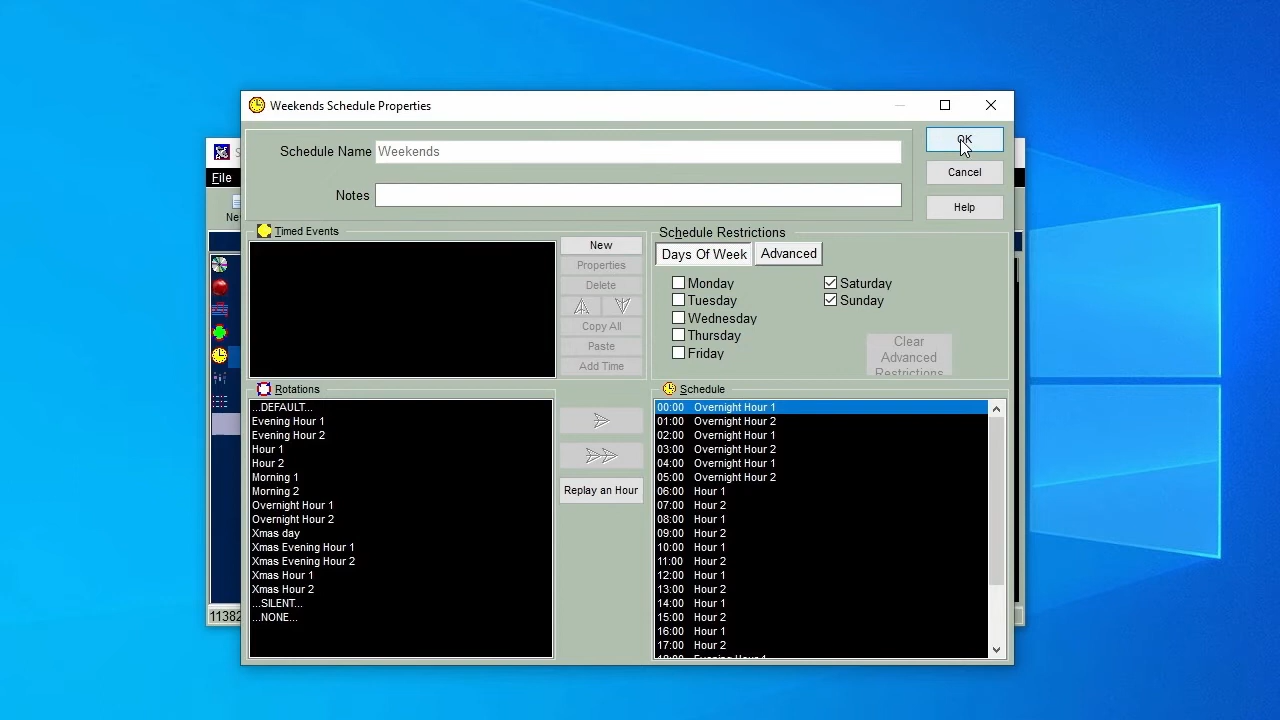 Weekends Schedule Properties
Schedule Name Weekends
OK
Cancel
Notes
Help
File
Timed Events
New
Properties
Delete
Copy All
Paste
Add Time
Schedule Restrictions
Days Of Week Advanced
Monday
Tuesday
Wednesday
Thursday
Friday
Saturday
Sunday
Clear
Advanced
Restrictions
Rotations
...DEFAULT...
Evening Hour 1
Evening Hour 2
Hour 1
Hour 2
Morning 1
Morning 2
Overnight Hour 1
Overnight Hour 2
Xmas day
Xmas Evening Hour 1
Xmas Evening Hour 2
Xmas Hour 1
Xmas Hour 2
...SILENT...
...NONE...
Replay an Hour
Schedule
00:00 Overnight Hour 1
01:00 Overnight Hour 2
02:00 Overnight Hour 1
03:00 Overnight Hour 2
04:00 Overnight Hour 1
05:00 Overnight Hour 2
06:00 Hour 1
07:00 Hour 2
08:00 Hour 1
09:00 Hour 2
10:00 Hour 1
11:00 Hour 2
12:00 Hour 1
13:00 Hour 2
14:00 Hour 1
15:00 Hour 2
16:00 Hour 1
17:00 Hour 2
18:00 Evening Hour 1
11382